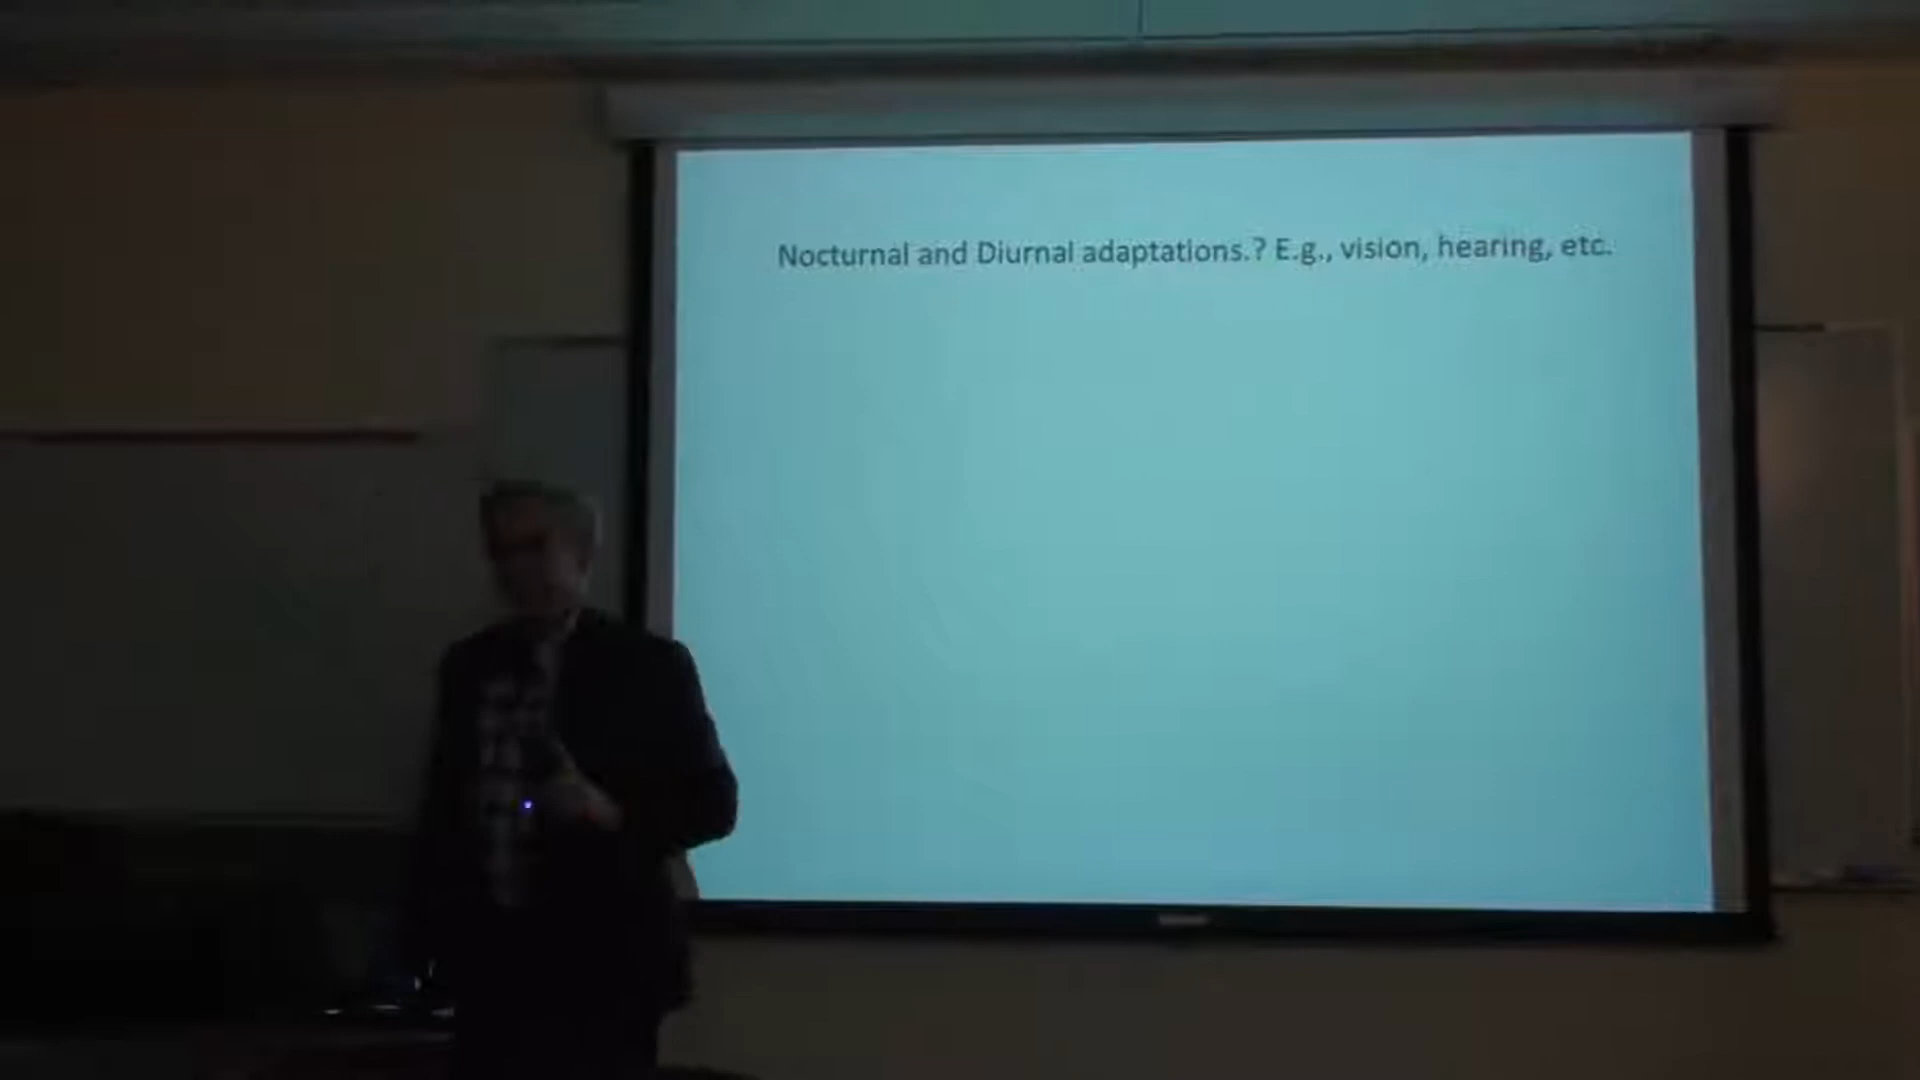 Nocturnal and Diurnal adaptations.? E.g., vision, hearing, etc.